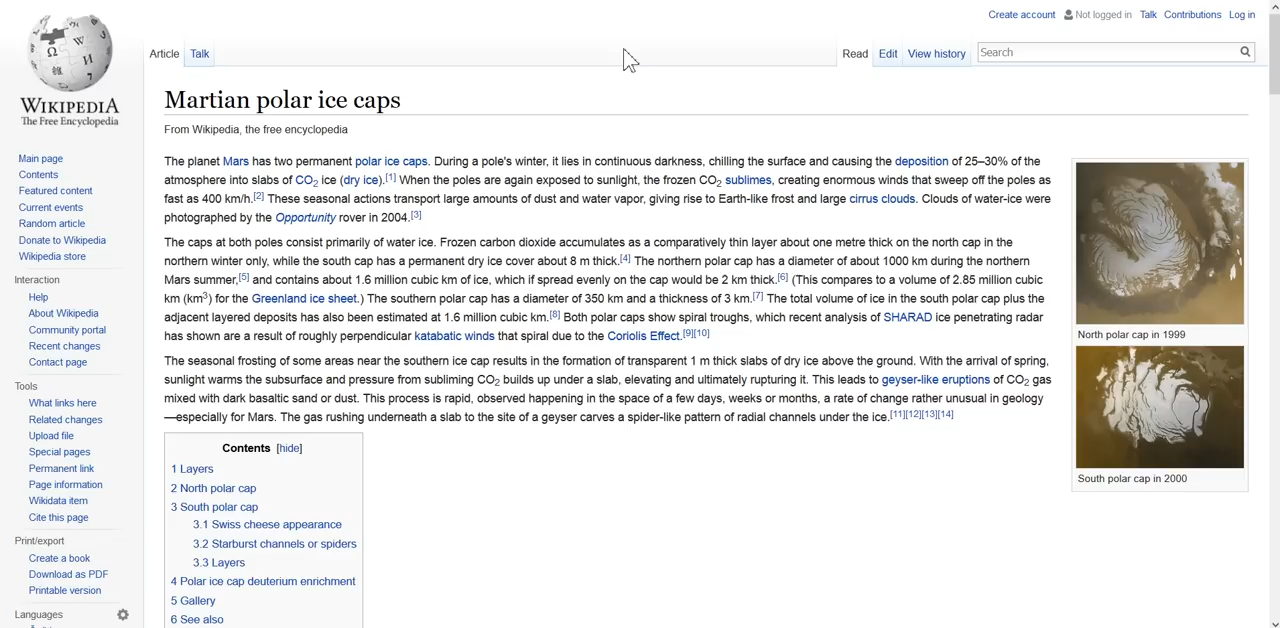 Create account Not logged in Talk Contributions Log in
Article Talk Read Edit View history Search
WIKIPEDIA
The Free Encyclopedia
Main page
Contents
Featured content
Current events
Random article
Donate to Wikipedia
Wikipedia store
Interaction
Help
About Wikipedia
Community portal
Recent changes
Contact page
Tools
What links here
Related changes
Upload file
Special pages
Permanent link
Page information
Wikidata item
Cite this page
Print/export
Create a book
Download as PDF
Printable version
Languages
Martian polar ice caps
From Wikipedia, the free encyclopedia
The planet Mars has two permanent polar ice caps. During a pole's winter, it lies in continuous darkness, chilling the surface and causing the deposition of 25–30% of the
atmosphere into slabs of CO2 ice (dry ice).[1] When the poles are again exposed to sunlight, the frozen CO2 sublimes, creating enormous winds that sweep off the poles as
fast as 400 km/h.[2] These seasonal actions transport large amounts of dust and water vapor, giving rise to Earth-like frost and large cirrus clouds. Clouds of water-ice were
photographed by the Opportunity rover in 2004.[3]
The caps at both poles consist primarily of water ice. Frozen carbon dioxide accumulates as a comparatively thin layer about one metre thick on the north cap in the
northern winter only, while the south cap has a permanent dry ice cover about 8 m thick.[4] The northern polar cap has a diameter of about 1000 km during the northern
Mars summer,[5] and contains about 1.6 million cubic km of ice, which if spread evenly on the cap would be 2 km thick.[6] (This compares to a volume of 2.85 million cubic
km (km3) for the Greenland ice sheet.) The southern polar cap has a diameter of 350 km and a thickness of 3 km.[7] The total volume of ice in the south polar cap plus the
adjacent layered deposits has also been estimated at 1.6 million cubic km.[8] Both polar caps show spiral troughs, which recent analysis of SHARAD ice penetrating radar
has shown are a result of roughly perpendicular katabatic winds that spiral due to the Coriolis Effect.[9][10]
The seasonal frosting of some areas near the southern ice cap results in the formation of transparent 1 m thick slabs of dry ice above the ground. With the arrival of spring,
sunlight warms the subsurface and pressure from subliming CO2 builds up under a slab, elevating and ultimately rupturing it. This leads to geyser-like eruptions of CO2 gas
mixed with dark basaltic sand or dust. This process is rapid, observed happening in the space of a few days, weeks or months, a rate of change rather unusual in geology
—especially for Mars. The gas rushing underneath a slab to the site of a geyser carves a spider-like pattern of radial channels under the ice.[11][12][13][14]
Contents [hide]
1 Layers
2 North polar cap
3 South polar cap
3.1 Swiss cheese appearance
3.2 Starburst channels or spiders
3.3 Layers
4 Polar ice cap deuterium enrichment
5 Gallery
6 See also
North polar cap in 1999
South polar cap in 2000